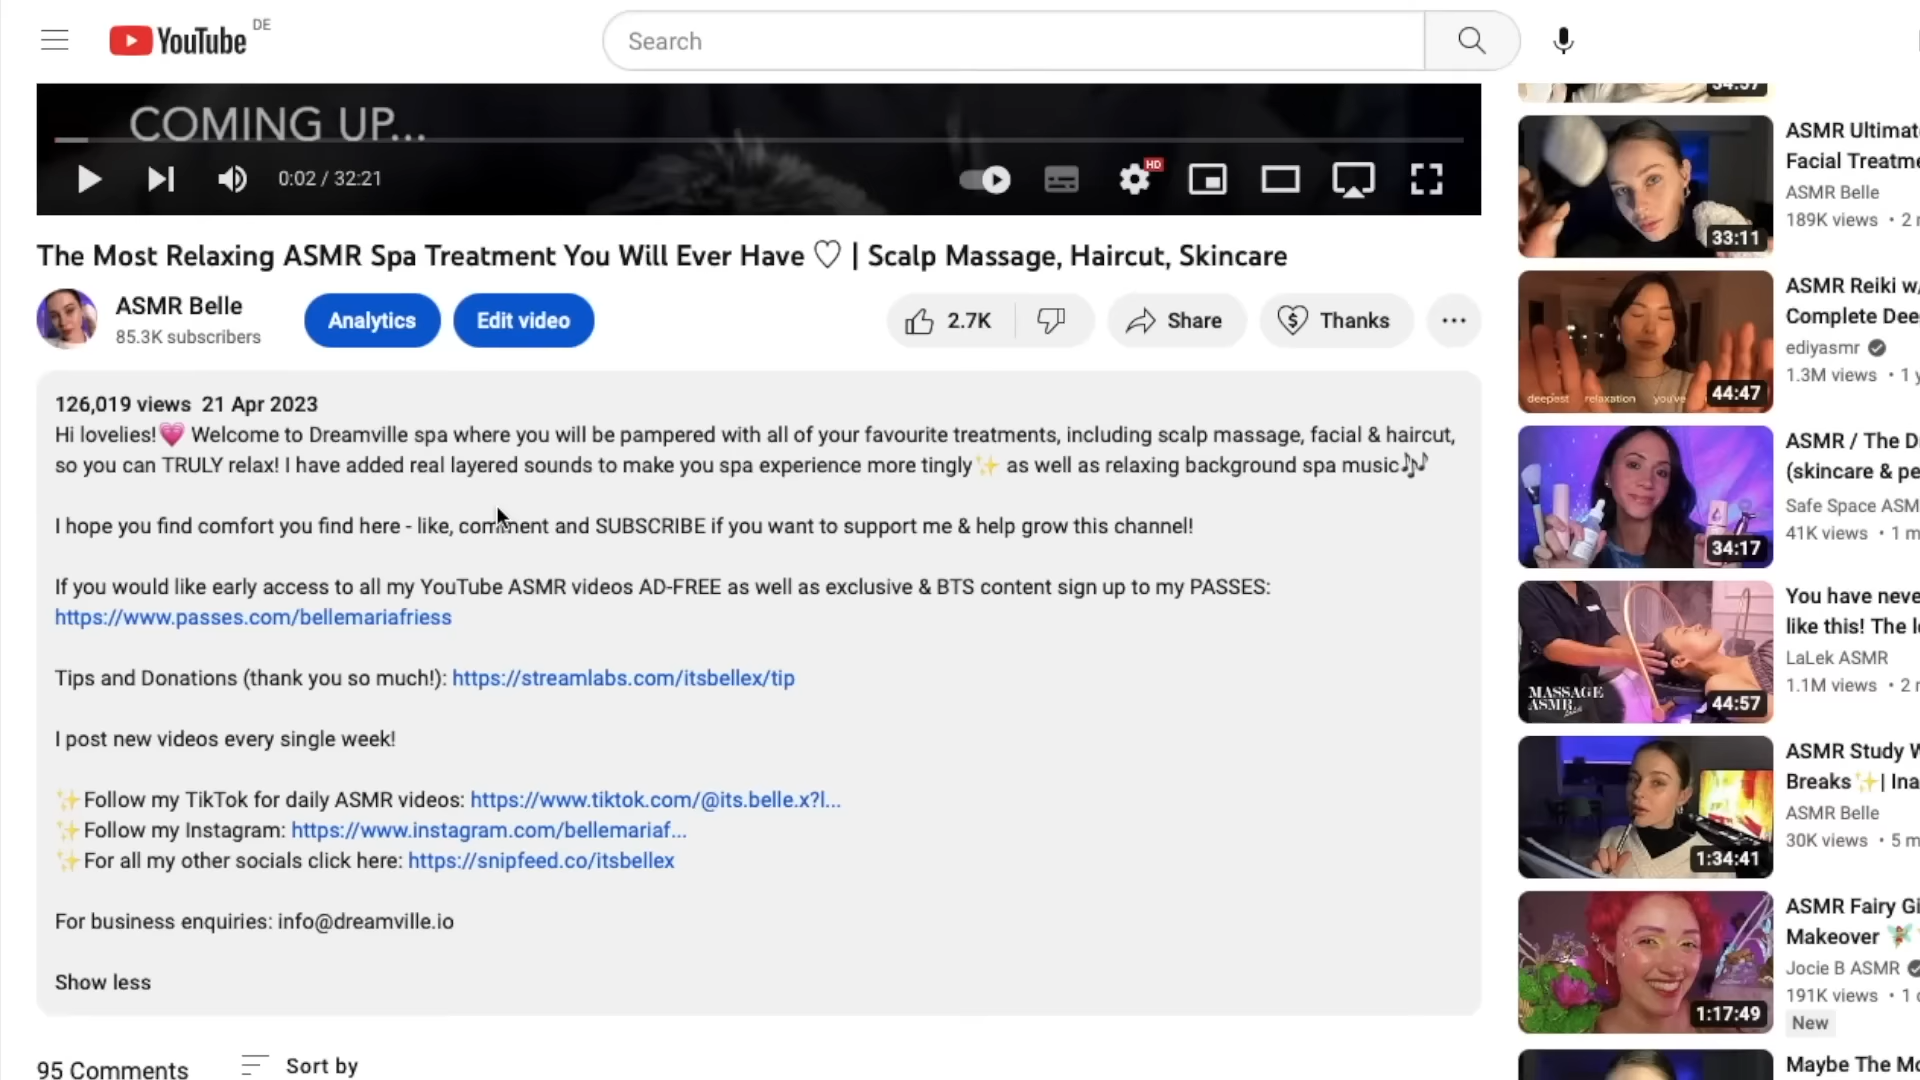 YouTube DE
Search
COMING UP...
0:02 / 32:21
HD
The Most Relaxing ASMR Spa Treatment You Will Ever Have ♡ | Scalp Massage, Haircut, Skincare
ASMR Belle
85.3K subscribers
Analytics
Edit video
2.7K
Share
Thanks
126,019 views 21 Apr 2023
Hi lovelies!💗 Welcome to Dreamville spa where you will be pampered with all of your favourite treatments, including scalp massage, facial & haircut,
so you can TRULY relax! I have added real layered sounds to make you spa experience more tingly✨ as well as relaxing background spa music🎶
I hope you find comfort you find here - like, comment and SUBSCRIBE if you want to support me & help grow this channel!
If you would like early access to all my YouTube ASMR videos AD-FREE as well as exclusive & BTS content sign up to my PASSES:
https://www.passes.com/bellemariafriess
Tips and Donations (thank you so much!): https://streamlabs.com/itsbellex/tip
I post new videos every single week!
✨Follow my TikTok for daily ASMR videos: https://www.tiktok.com/@its.belle.x?l...
✨Follow my Instagram: https://www.instagram.com/bellemariaf...
✨For all my other socials click here: https://snipfeed.co/itsbellex
For business enquiries: info@dreamville.io
Show less
95 Comments
Sort by
34:57
33:11
ASMR Ultimat
Facial Treatme
ASMR Belle
189K views • 2
deepest relaxation you've
44:47
ASMR Reiki w/
Complete Dee
ediyasmr
1.3M views • 1 y
34:17
ASMR / The D
(skincare & pe
Safe Space ASM
41K views • 1 m
MASSAGE
ASMR
44:57
You have neve
like this! The l
LaLek ASMR
1.1M views • 2
1:34:41
ASMR Study W
Breaks✨| Ina
ASMR Belle
30K views • 5 m
1:17:49
ASMR Fairy Gi
Makeover 🧚
Jocie B ASMR
191K views • 1
New
Maybe The Mo